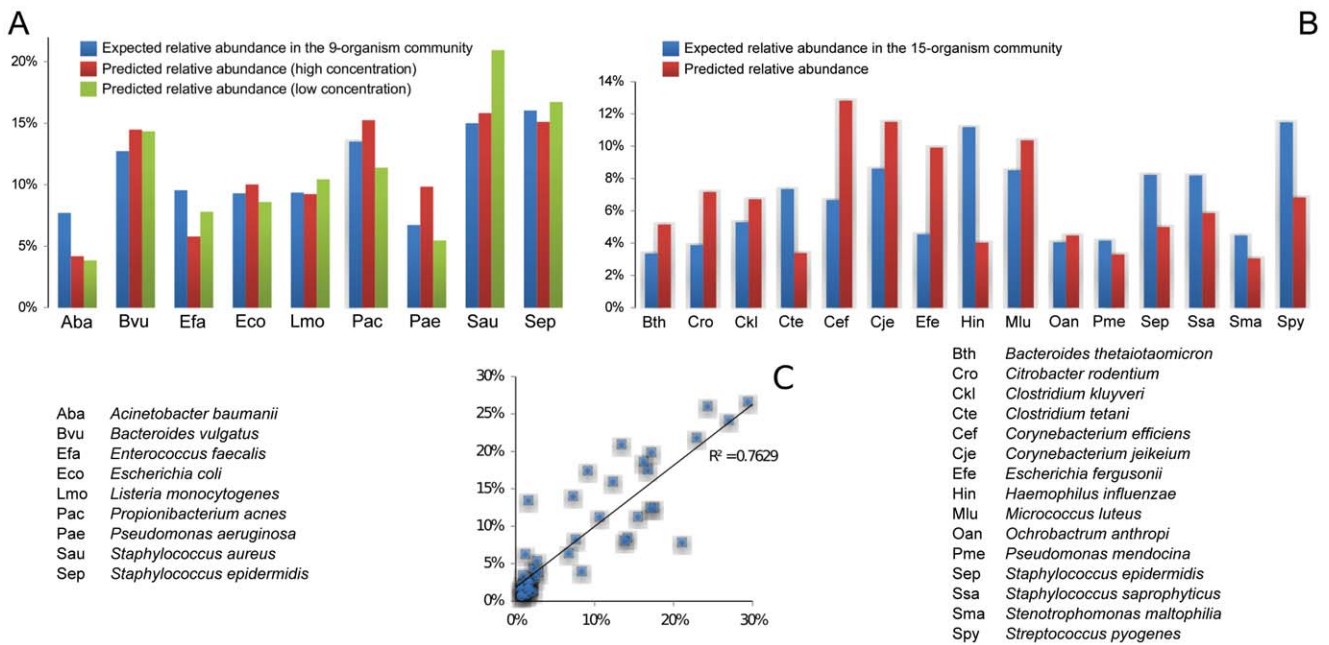 A
Expected relative abundance in the 9-organism community
Predicted relative abundance (high concentration)
Predicted relative abundance (low concentration)
20%
15%
10%
5%
0%
Aba Bvu Efa Eco Lmo Pac Pae Sau Sep
B
Expected relative abundance in the 15-organism community
Predicted relative abundance
14%
12%
10%
8%
6%
4%
2%
0%
Bth Cro Ckl Cte Cef Cje Efe Hin Mlu Oan Pme Sep Ssa Sma Spy
Aba Acinetobacter baumanii
Bvu Bacteroides vulgatus
Efa Enterococcus faecalis
Eco Escherichia coli
Lmo Listeria monocytogenes
Pac Propionibacterium acnes
Pae Pseudomonas aeruginosa
Sau Staphylococcus aureus
Sep Staphylococcus epidermidis
C
30%
25%
20%
15%
10%
5%
0%
R² = 0.7629
0% 10% 20% 30%
Bth Bacteroides thetaiotaomicron
Cro Citrobacter rodentium
Ckl Clostridium kluyveri
Cte Clostridium tetani
Cef Corynebacterium efficiens
Cje Corynebacterium jeikeium
Efe Escherichia fergusonii
Hin Haemophilus influenzae
Mlu Micrococcus luteus
Oan Ochrobactrum anthropi
Pme Pseudomonas mendocina
Sep Staphylococcus epidermidis
Ssa Staphylococcus saprophyticus
Sma Stenotrophomonas maltophilia
Spy Streptococcus pyogenes